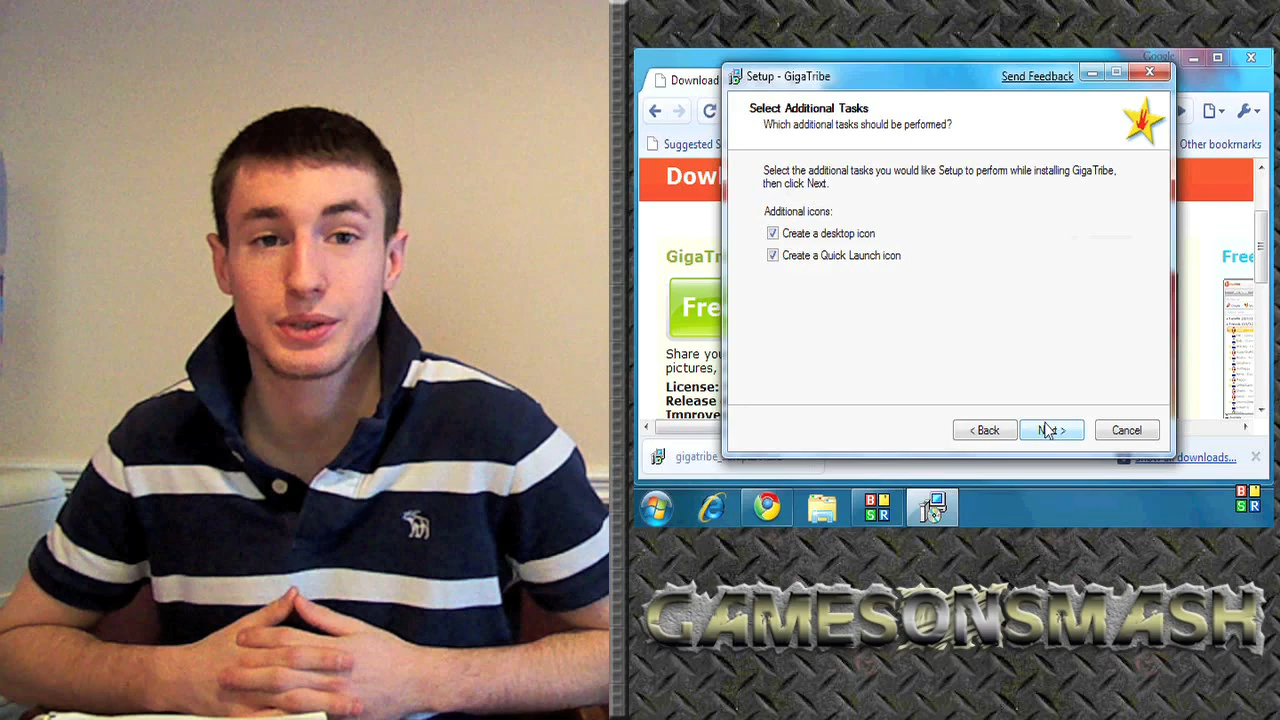 Google
Setup - GigaTribe
Send Feedback
Download
Select Additional Tasks
Which additional tasks should be performed?
Suggested S
Other bookmarks
Select the additional tasks you would like Setup to perform while installing GigaTribe,
then click Next.
Additional icons:
Create a desktop icon
Create a Quick Launch icon
GigaTr
Free
Fre
Share you
pictures,
License:
Release
< Back
Cancel
gigatribe_
downloads...
B
S R
B
S R
GAMESONSMASH